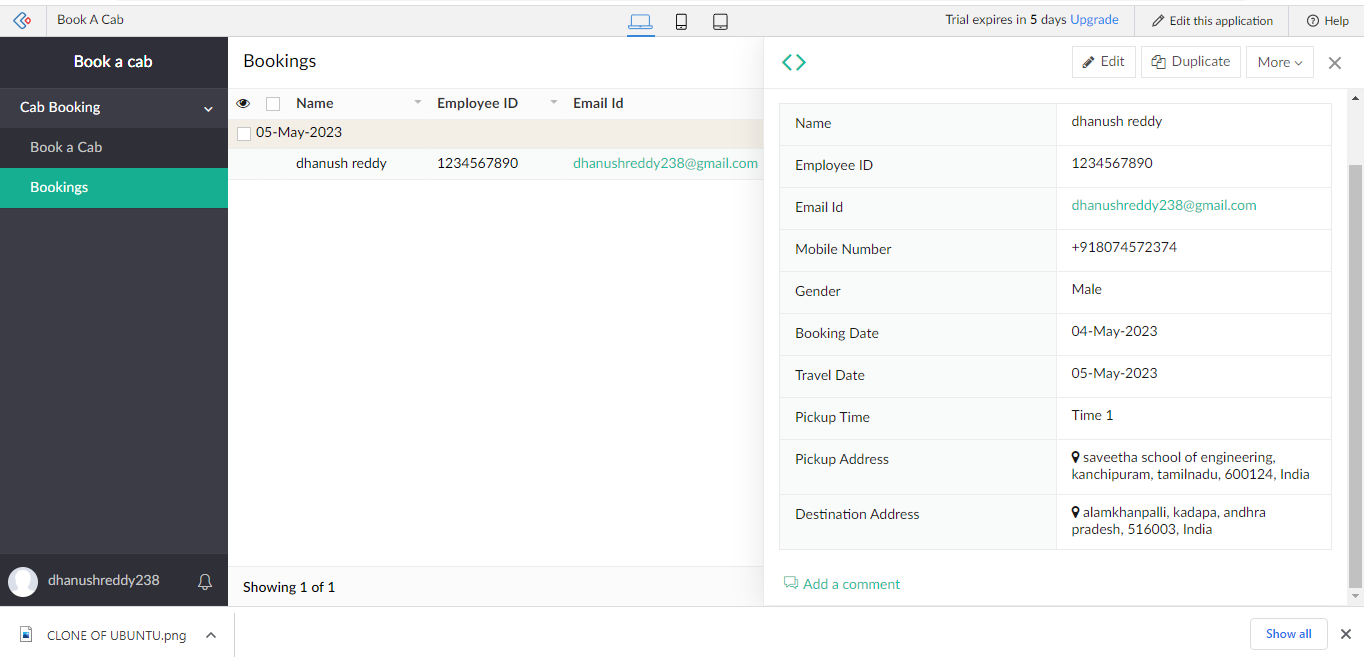 Book A Cab
Trial expires in 5 days Upgrade
Edit this application
Help
Book a cab
Cab Booking
Book a Cab
Bookings
dhanushreddy238
Bookings
Name Employee ID Email Id
05-May-2023
dhanush reddy 1234567890 dhanushreddy238@gmail.com
Showing 1 of 1
Edit Duplicate More
Name dhanush reddy
Employee ID 1234567890
Email Id dhanushreddy238@gmail.com
Mobile Number +918074572374
Gender Male
Booking Date 04-May-2023
Travel Date 05-May-2023
Pickup Time Time 1
Pickup Address saveetha school of engineering,
kanchipuram, tamilnadu, 600124, India
Destination Address alamkhanpalli, kadapa, andhra
pradesh, 516003, India
Add a comment
CLONE OF UBUNTU.png
Show all